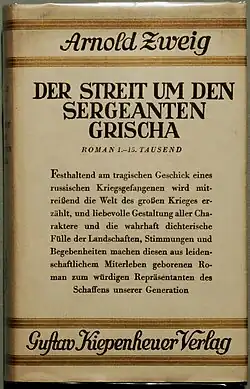 Arnold Zweig
DER STREIT UM DEN
SERGEANTEN
GRISCHA
ROMAN 1.-15. TAUSEND
Festhaltend am tragischen Geschick eines
russischen Kriegsgefangenen wird mit-
reißend die Welt des großen Krieges er-
zählt, und liebevolle Gestaltung aller Cha-
raktere und die wahrhaft dichterische
Fülle der Landschaften, Stimmungen und
Begebenheiten machen diesen aus leiden-
schaftlichem Miterleben geborenen Ro-
man zum würdigen Repräsentanten des
Schaffens unserer Generation
Gustav Kiepenheuer Verlag